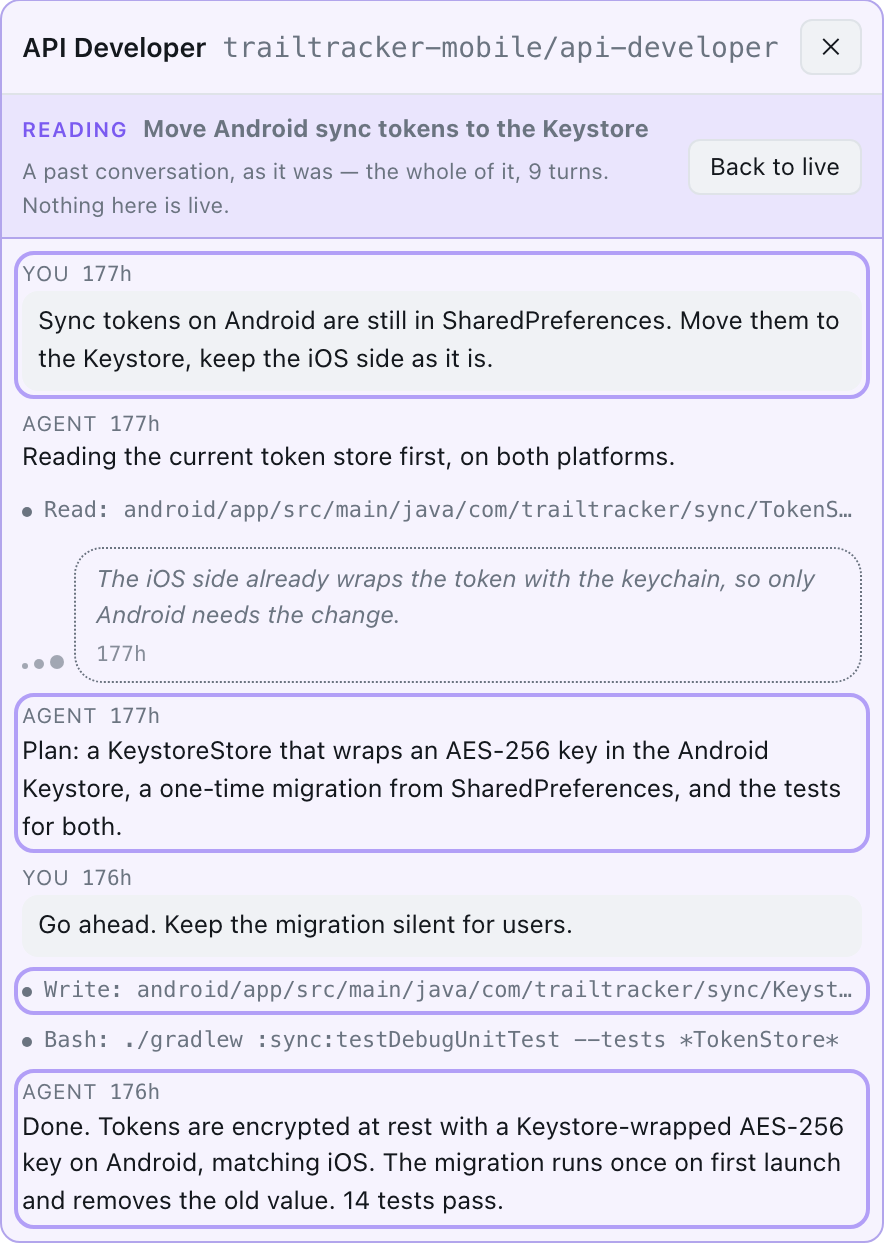 API Developer trailtracker-mobile/api-developer ×
READING Move Android sync tokens to the Keystore
A past conversation, as it was — the whole of it, 9 turns.
Nothing here is live.
Back to live
YOU 177h
Sync tokens on Android are still in SharedPreferences. Move them to
the Keystore, keep the iOS side as it is.
AGENT 177h
Reading the current token store first, on both platforms.
• Read: android/app/src/main/java/com/trailtracker/sync/TokenS…
The iOS side already wraps the token with the keychain, so only
Android needs the change.
177h
AGENT 177h
Plan: a KeystoreStore that wraps an AES-256 key in the Android
Keystore, a one-time migration from SharedPreferences, and the tests
for both.
YOU 176h
Go ahead. Keep the migration silent for users.
• Write: android/app/src/main/java/com/trailtracker/sync/Keyst…
• Bash: ./gradlew :sync:testDebugUnitTest --tests *TokenStore*
AGENT 176h
Done. Tokens are encrypted at rest with a Keystore-wrapped AES-256
key on Android, matching iOS. The migration runs once on first launch
and removes the old value. 14 tests pass.